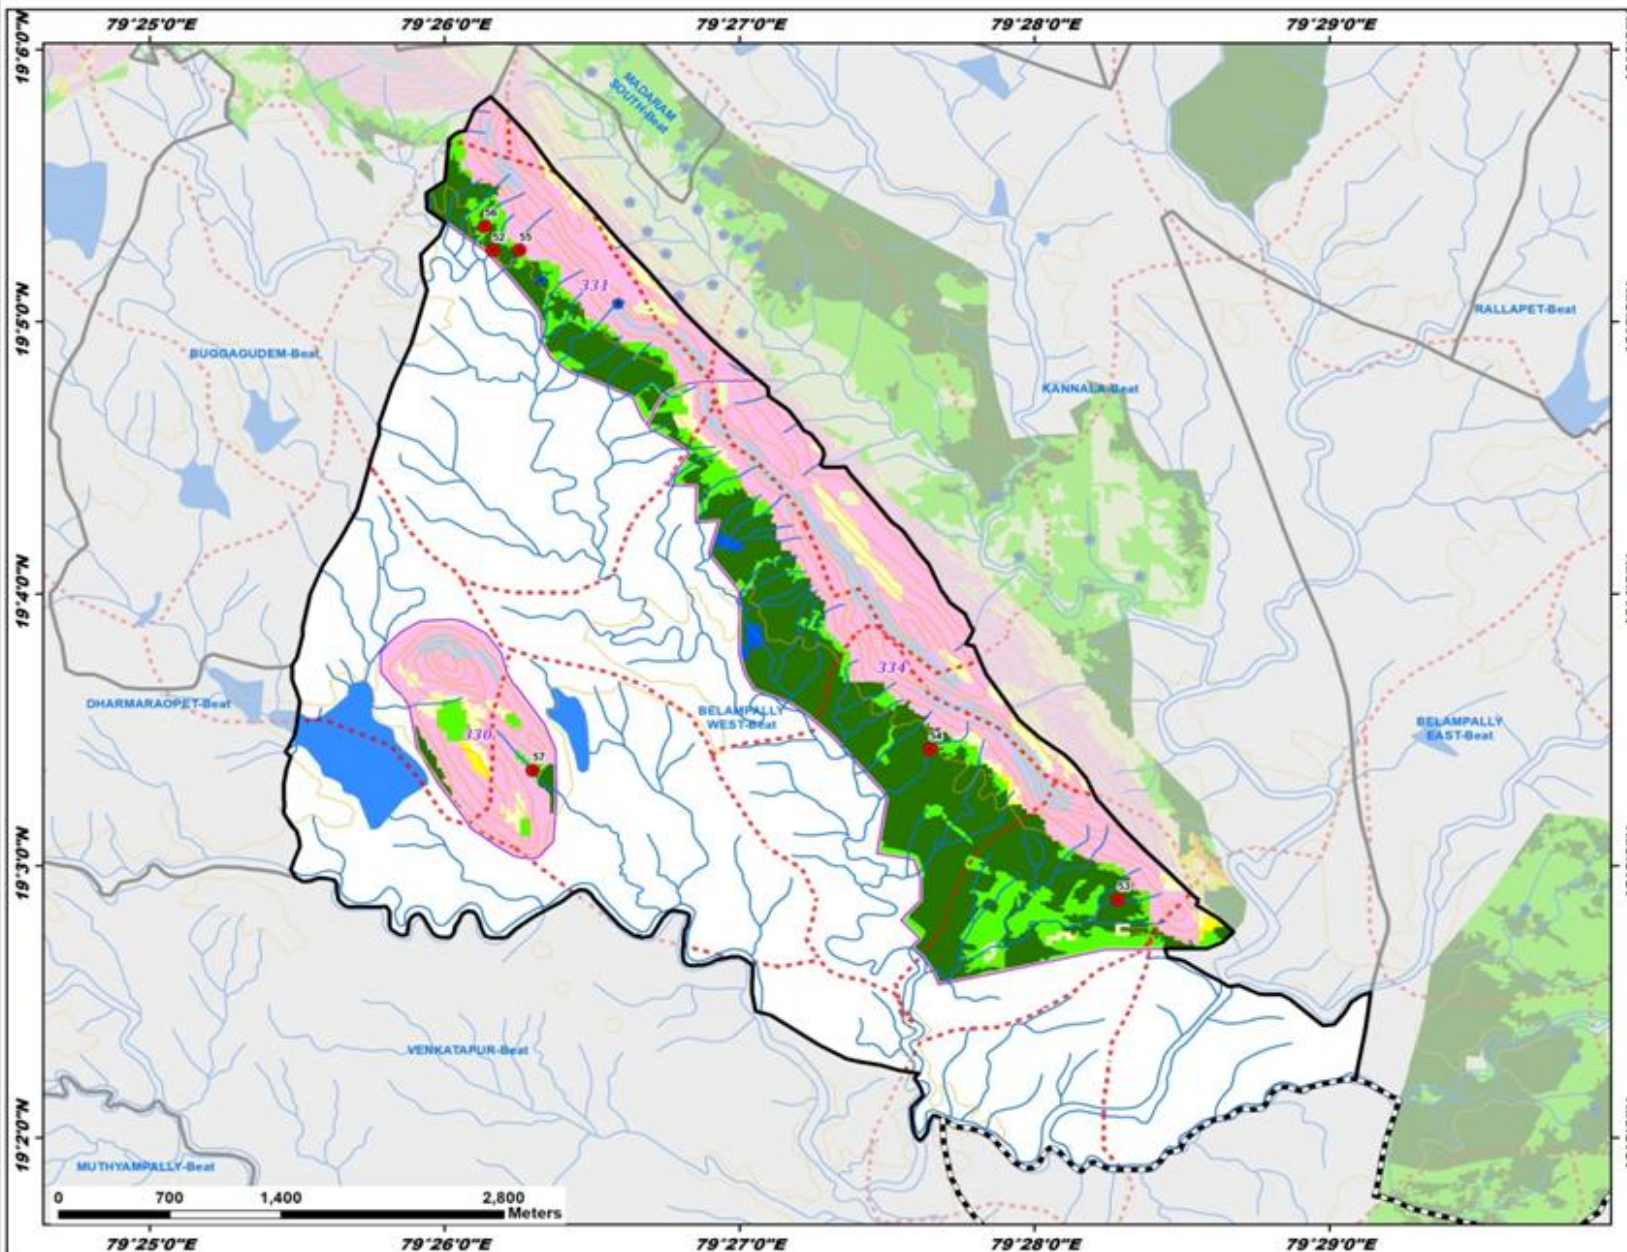 79°25'0"E 79°26'0"E 79°27'0"E 79°28'0"E 79°29'0"E
19°6'0"N
MADARAM
SOUTH-Beat
56
52
55
331
19°5'0"N
RALLAPET-Beat
BUGGAGUDEM-Beat
KANNALA-Beat
19°4'0"N
334
DHARMARAOPET-Beat
BELAMPALLY
WEST-Beat
BELAMPALLY
EAST-Beat
330
54
57
19°3'0"N
53
VENKATAPUR-Beat
19°2'0"N
MUTHYAMPALLY-Beat
0 700 1,400 2,800
Meters
79°25'0"E 79°26'0"E 79°27'0"E 79°28'0"E 79°29'0"E